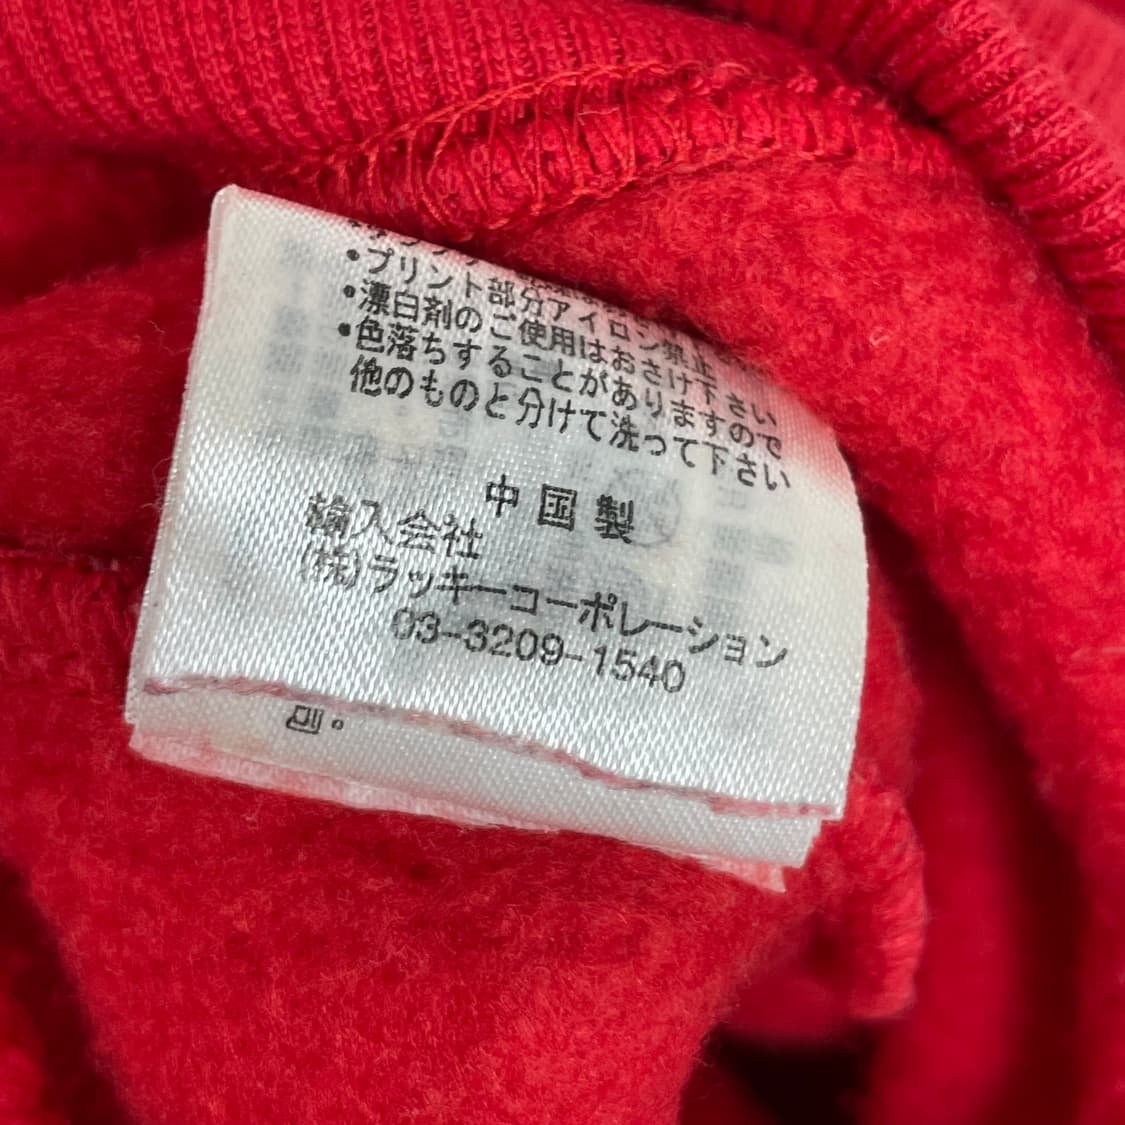 ・プリント部分アイロン禁止
・漂白剤のご使用はおさけ下さい
・色落ちすることがありますので
他のものと分けて洗って下さい
中国製
輸入会社
(株)ラッキーコーポレーション
03-3209-1540